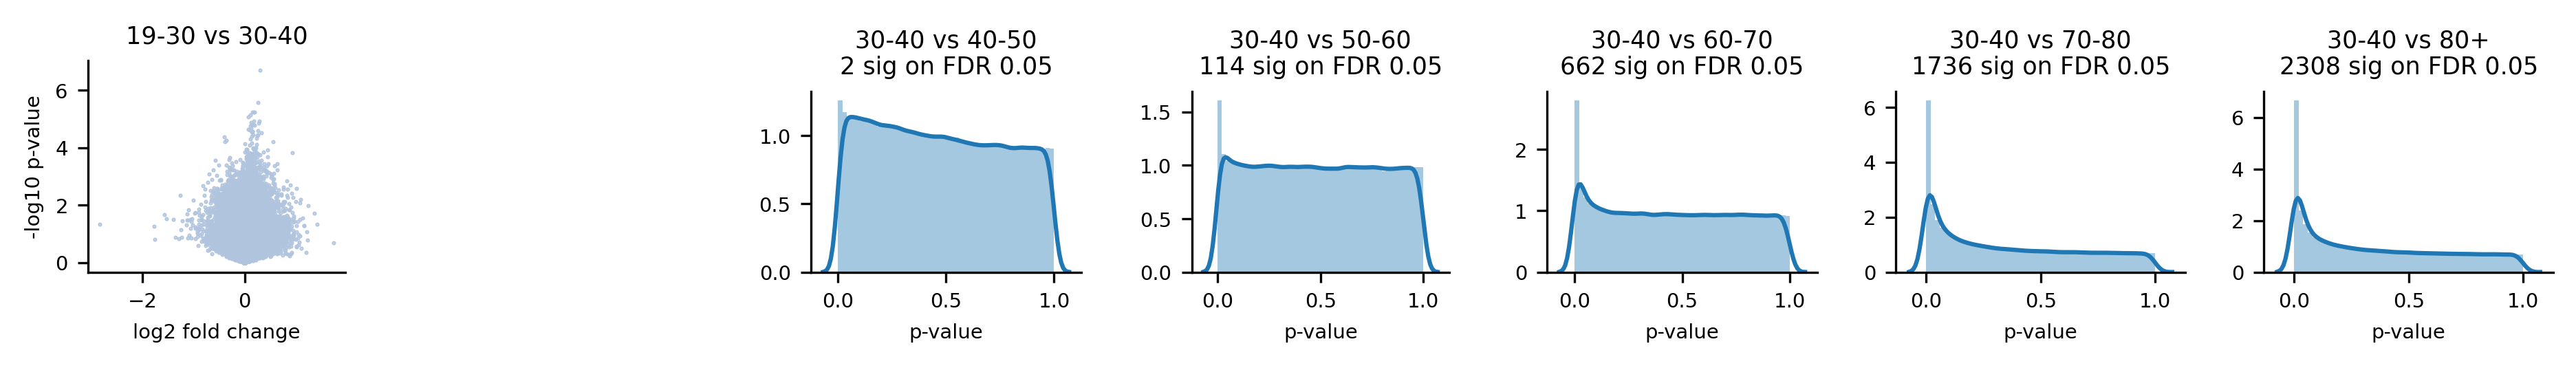 19-30 vs 30-40
-log10 p-value
6
4
2
0
−2
0
log2 fold change
30-40 vs 40-50
2 sig on FDR 0.05
1.0
0.5
0.0
0.0
0.5
1.0
p-value
30-40 vs 50-60
114 sig on FDR 0.05
1.5
1.0
0.5
0.0
0.0
0.5
1.0
p-value
30-40 vs 60-70
662 sig on FDR 0.05
2
1
0
0.0
0.5
1.0
p-value
30-40 vs 70-80
1736 sig on FDR 0.05
6
4
2
0
0.0
0.5
1.0
p-value
30-40 vs 80+
2308 sig on FDR 0.05
6
4
2
0
0.0
0.5
1.0
p-value